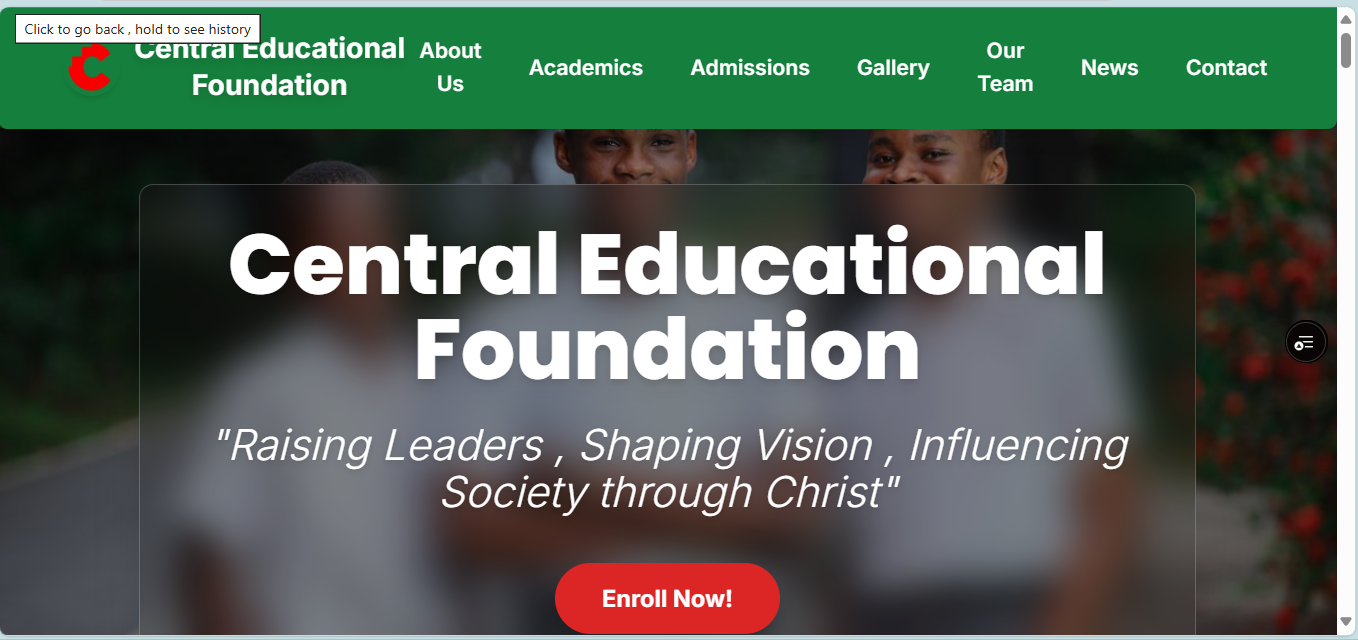 Click to go back , hold to see history
Central Educational
Foundation
About
Us
Academics
Admissions
Gallery
Our
Team
News
Contact
Central Educational
Foundation
"Raising Leaders , Shaping Vision , Influencing
Society through Christ"
Enroll Now!